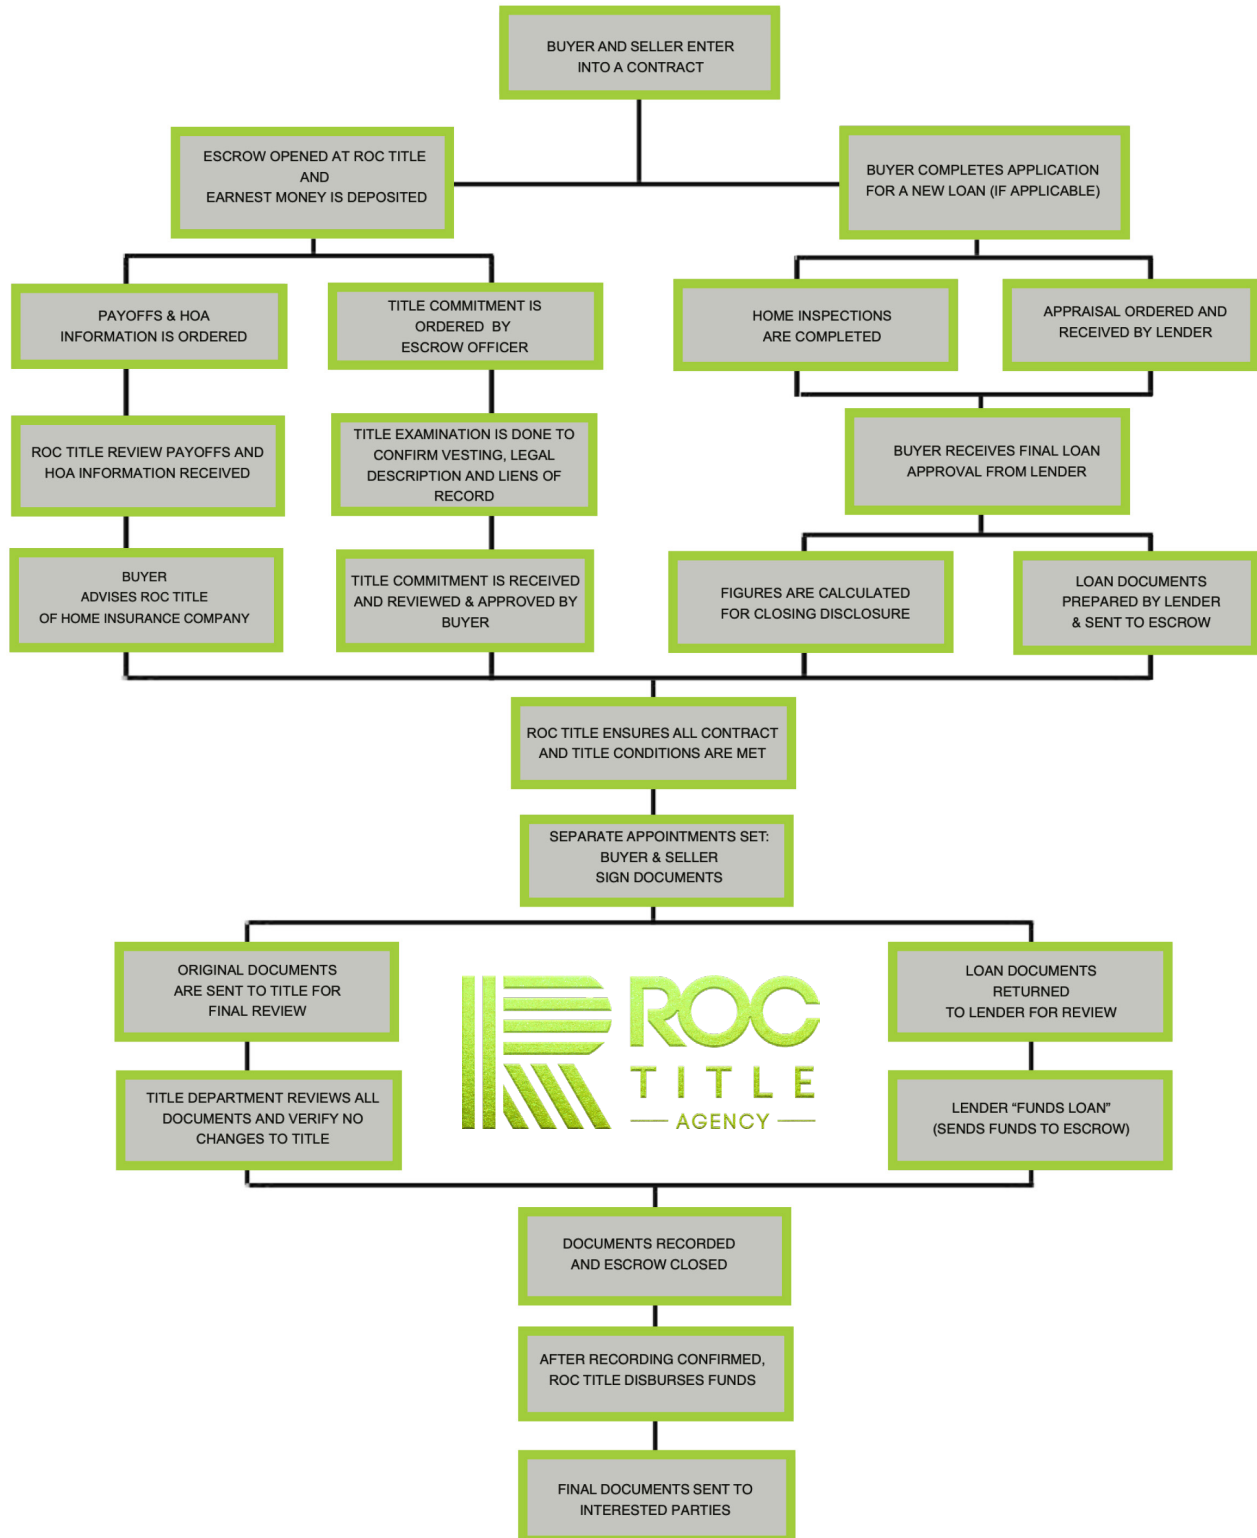 BUYER AND SELLER ENTER
INTO A CONTRACT
ESCROW OPENED AT ROC TITLE
AND
EARNEST MONEY IS DEPOSITED
BUYER COMPLETES APPLICATION
FOR A NEW LOAN (IF APPLICABLE)
PAYOFFS & HOA
INFORMATION IS ORDERED
TITLE COMMITMENT IS
ORDERED BY
ESCROW OFFICER
HOME INSPECTIONS
ARE COMPLETED
APPRAISAL ORDERED AND
RECEIVED BY LENDER
ROC TITLE REVIEW PAYOFFS AND
HOA INFORMATION RECEIVED
TITLE EXAMINATION IS DONE TO
CONFIRM VESTING, LEGAL
DESCRIPTION AND LIENS OF
RECORD
BUYER RECEIVES FINAL LOAN
APPROVAL FROM LENDER
BUYER
ADVISES ROC TITLE
OF HOME INSURANCE COMPANY
TITLE COMMITMENT IS RECEIVED
AND REVIEWED & APPROVED BY
BUYER
FIGURES ARE CALCULATED
FOR CLOSING DISCLOSURE
LOAN DOCUMENTS
PREPARED BY LENDER
& SENT TO ESCROW
ROC TITLE ENSURES ALL CONTRACT
AND TITLE CONDITIONS ARE MET
SEPARATE APPOINTMENTS SET:
BUYER & SELLER
SIGN DOCUMENTS
ORIGINAL DOCUMENTS
ARE SENT TO TITLE FOR
FINAL REVIEW
ROC
TITLE
AGENCY
LOAN DOCUMENTS
RETURNED
TO LENDER FOR REVIEW
TITLE DEPARTMENT REVIEWS ALL
DOCUMENTS AND VERIFY NO
CHANGES TO TITLE
LENDER “FUNDS LOAN”
(SENDS FUNDS TO ESCROW)
DOCUMENTS RECORDED
AND ESCROW CLOSED
AFTER RECORDING CONFIRMED,
ROC TITLE DISBURSES FUNDS
FINAL DOCUMENTS SENT TO
INTERESTED PARTIES